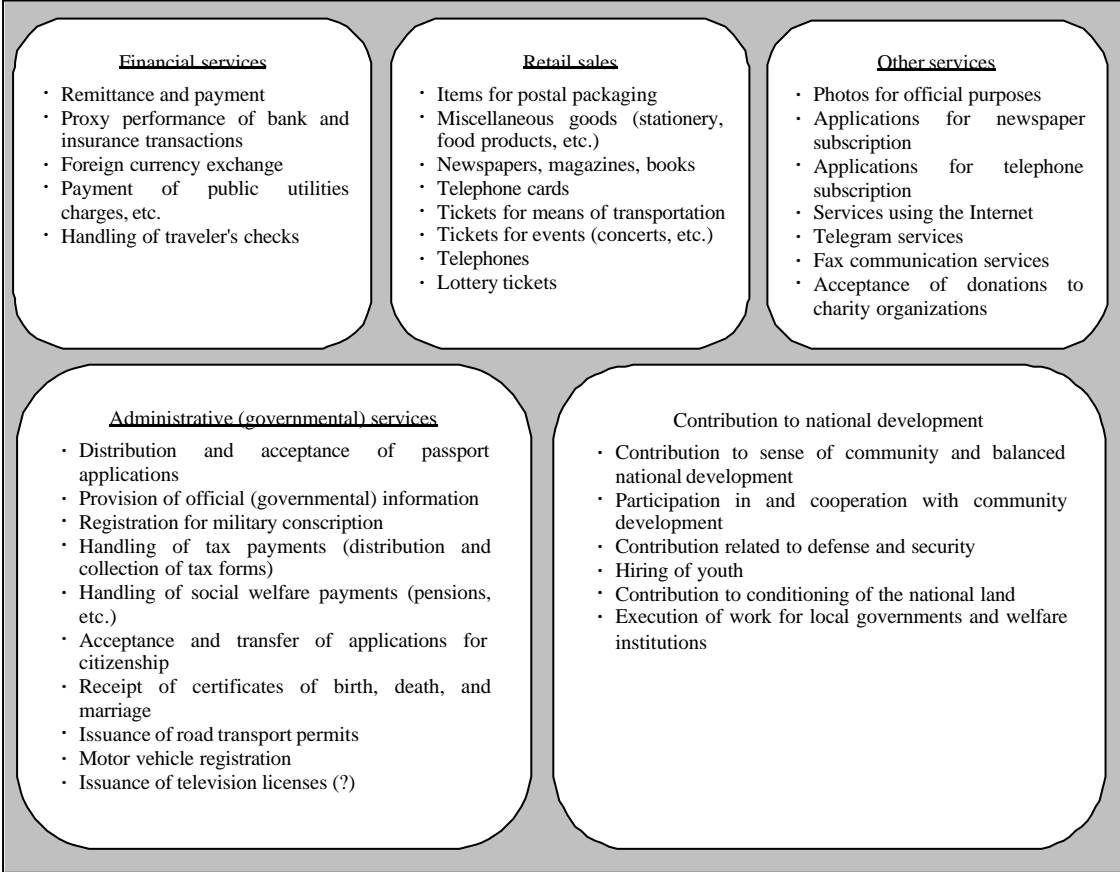 Financial services
· Remittance and payment
· Proxy performance of bank and
insurance transactions
· Foreign currency exchange
· Payment of public utilities
charges, etc.
· Handling of traveler's checks
Retail sales
· Items for postal packaging
· Miscellaneous goods (stationery,
food products, etc.)
· Newspapers, magazines, books
· Telephone cards
· Tickets for means of transportation
· Tickets for events (concerts, etc.)
· Telephones
· Lottery tickets
Other services
· Photos for official purposes
· Applications for newspaper
subscription
· Applications for telephone
subscription
· Services using the Internet
· Telegram services
· Fax communication services
· Acceptance of donations to
charity organizations
Administrative (governmental) services
· Distribution and acceptance of passport
applications
· Provision of official (governmental) information
· Registration for military conscription
· Handling of tax payments (distribution and
collection of tax forms)
· Handling of social welfare payments (pensions,
etc.)
· Acceptance and transfer of applications for
citizenship
· Receipt of certificates of birth, death, and
marriage
· Issuance of road transport permits
· Motor vehicle registration
· Issuance of television licenses (?)
Contribution to national development
· Contribution to sense of community and balanced
national development
· Participation in and cooperation with community
development
· Contribution related to defense and security
· Hiring of youth
· Contribution to conditioning of the national land
· Execution of work for local governments and welfare
institutions